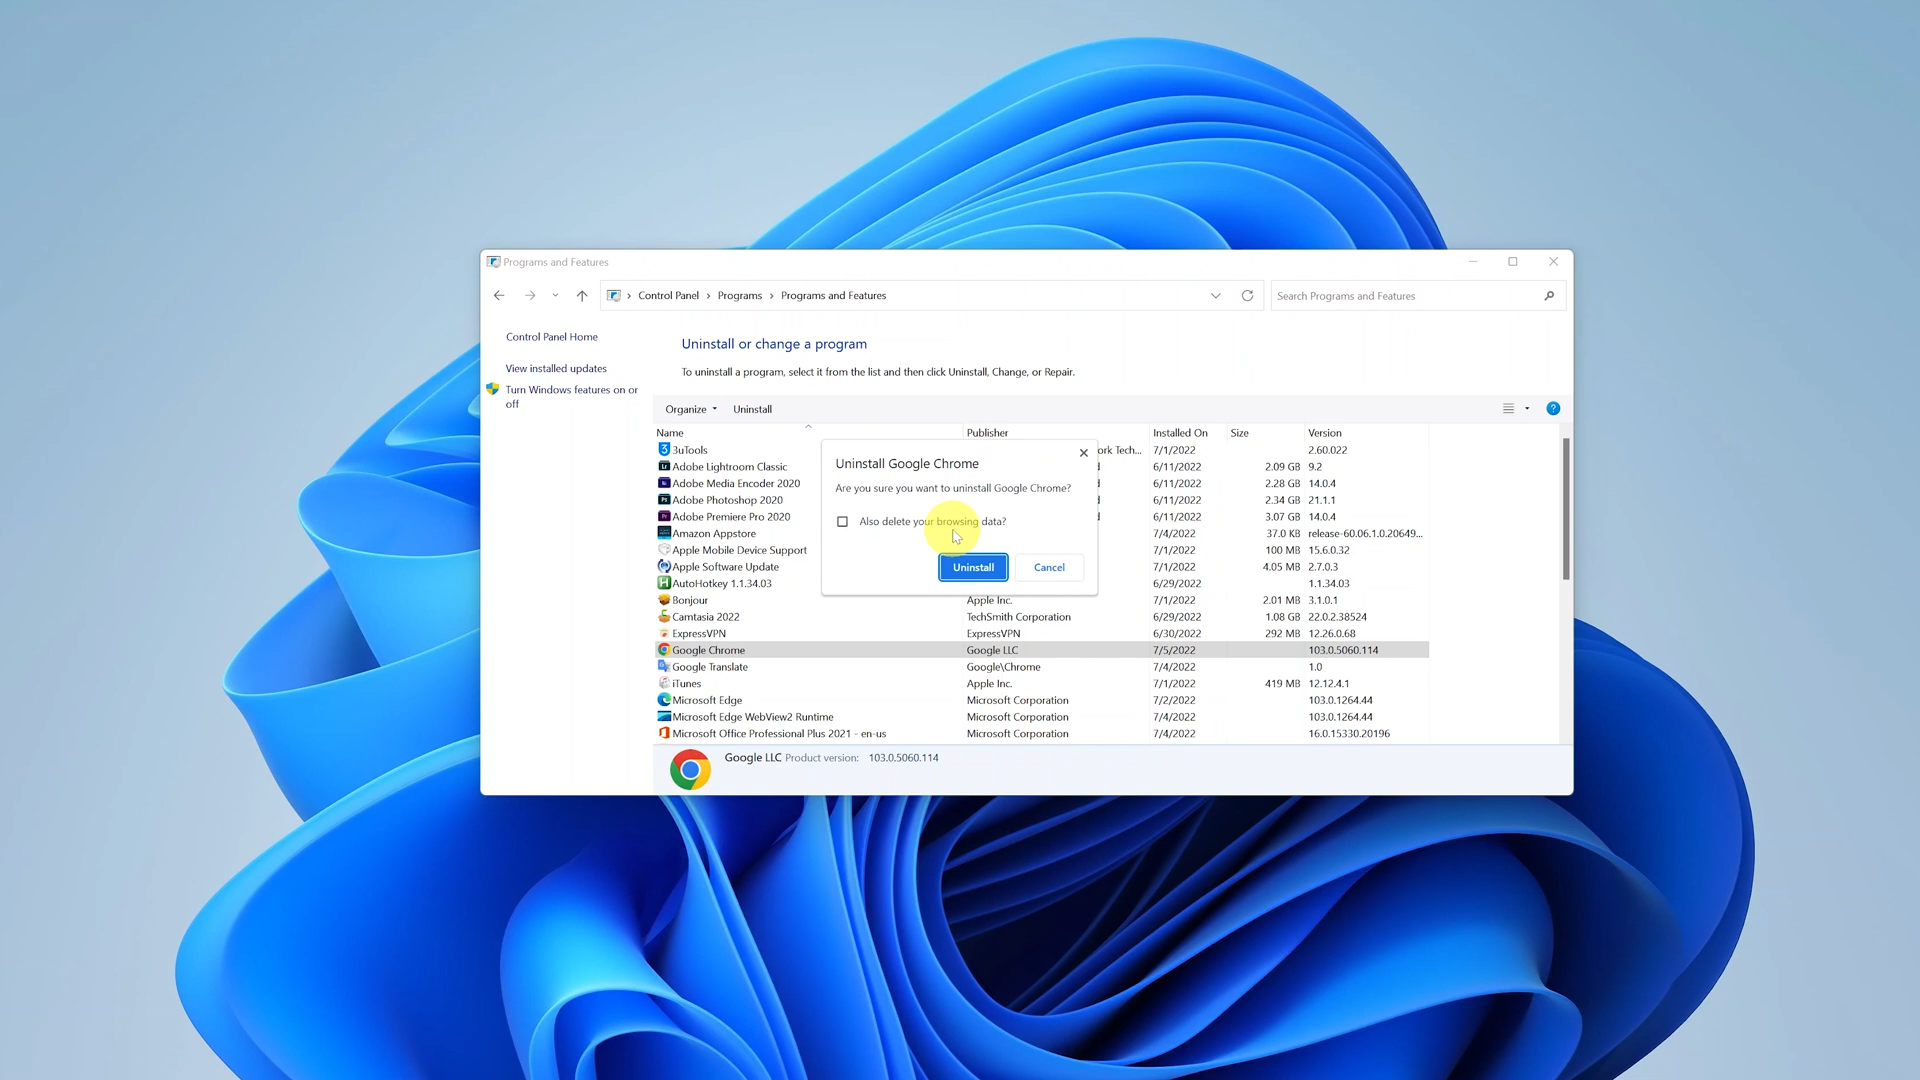 Programs and Features
Control Panel > Programs > Programs and Features
Search Programs and Features
Control Panel Home
View installed updates
Turn Windows features on or
off
Uninstall or change a program
To uninstall a program, select it from the list and then click Uninstall, Change, or Repair.
Organize Uninstall
Name Publisher Installed On Size Version
3uTools ork Tech... 7/1/2022 2.60.022
Adobe Lightroom Classic d 6/11/2022 2.09 GB 9.2
Adobe Media Encoder 2020 d 6/11/2022 2.28 GB 14.0.4
Adobe Photoshop 2020 d 6/11/2022 2.34 GB 21.1.1
Adobe Premiere Pro 2020 d 6/11/2022 3.07 GB 14.0.4
Amazon Appstore 7/4/2022 37.0 KB release-60.06.1.0.20649...
Apple Mobile Device Support 7/1/2022 100 MB 15.6.0.32
Apple Software Update 7/1/2022 4.05 MB 2.7.0.3
AutoHotkey 1.1.34.03 6/29/2022 1.1.34.03
Bonjour Apple Inc. 7/1/2022 2.01 MB 3.1.0.1
Camtasia 2022 TechSmith Corporation 6/29/2022 1.08 GB 22.0.2.38524
ExpressVPN ExpressVPN 6/30/2022 292 MB 12.26.0.68
Google Chrome Google LLC 7/5/2022 103.0.5060.114
Google Translate Google\Chrome 7/4/2022 1.0
iTunes Apple Inc. 7/1/2022 419 MB 12.12.4.1
Microsoft Edge Microsoft Corporation 7/2/2022 103.0.1264.44
Microsoft Edge WebView2 Runtime Microsoft Corporation 7/4/2022 103.0.1264.44
Microsoft Office Professional Plus 2021 - en-us Microsoft Corporation 7/4/2022 16.0.15330.20196
Google LLC Product version: 103.0.5060.114
Uninstall Google Chrome
Are you sure you want to uninstall Google Chrome?
Also delete your browsing data?
Uninstall Cancel